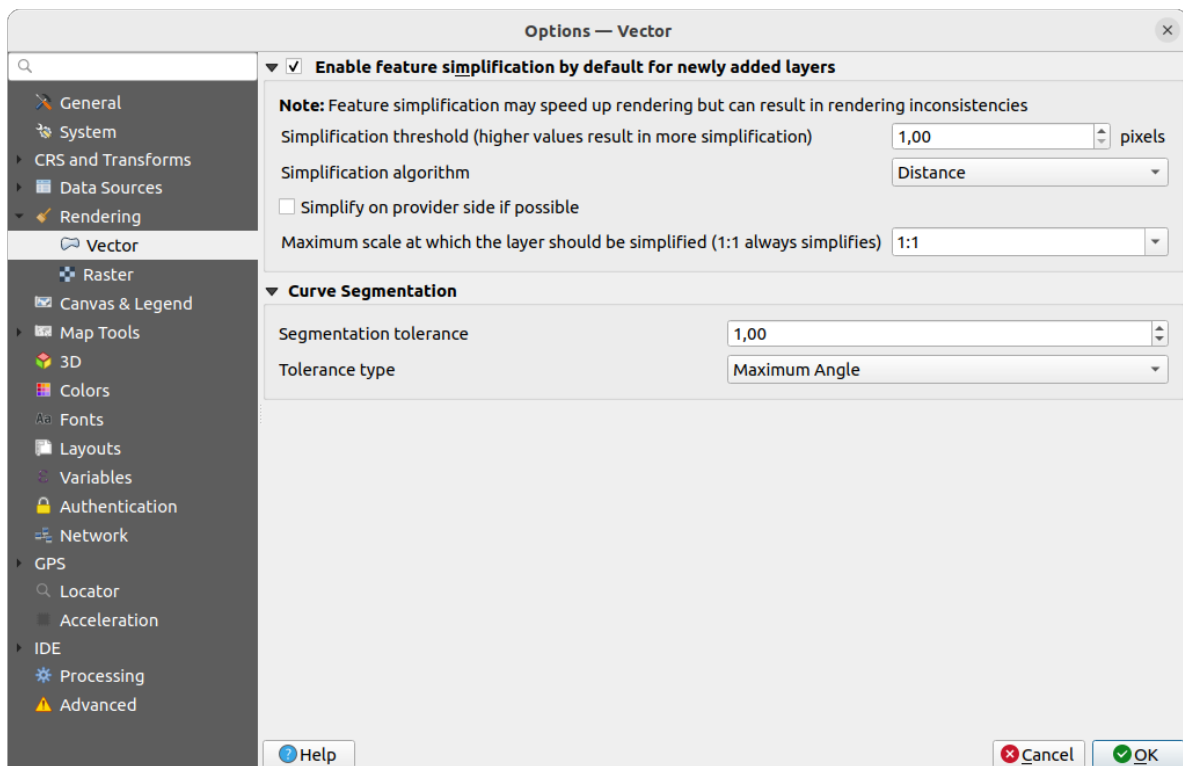 Options — Vector
General
System
CRS and Transforms
Data Sources
Rendering
Vector
Raster
Canvas & Legend
Map Tools
3D
Colors
Aa Fonts
Layouts
ε Variables
Authentication
Network
GPS
Locator
Acceleration
IDE
Processing
Advanced
Enable feature simplification by default for newly added layers
Note: Feature simplification may speed up rendering but can result in rendering inconsistencies
Simplification threshold (higher values result in more simplification) 1,00 pixels
Simplification algorithm Distance
Simplify on provider side if possible
Maximum scale at which the layer should be simplified (1:1 always simplifies) 1:1
Curve Segmentation
Segmentation tolerance 1,00
Tolerance type Maximum Angle
? Help Cancel OK